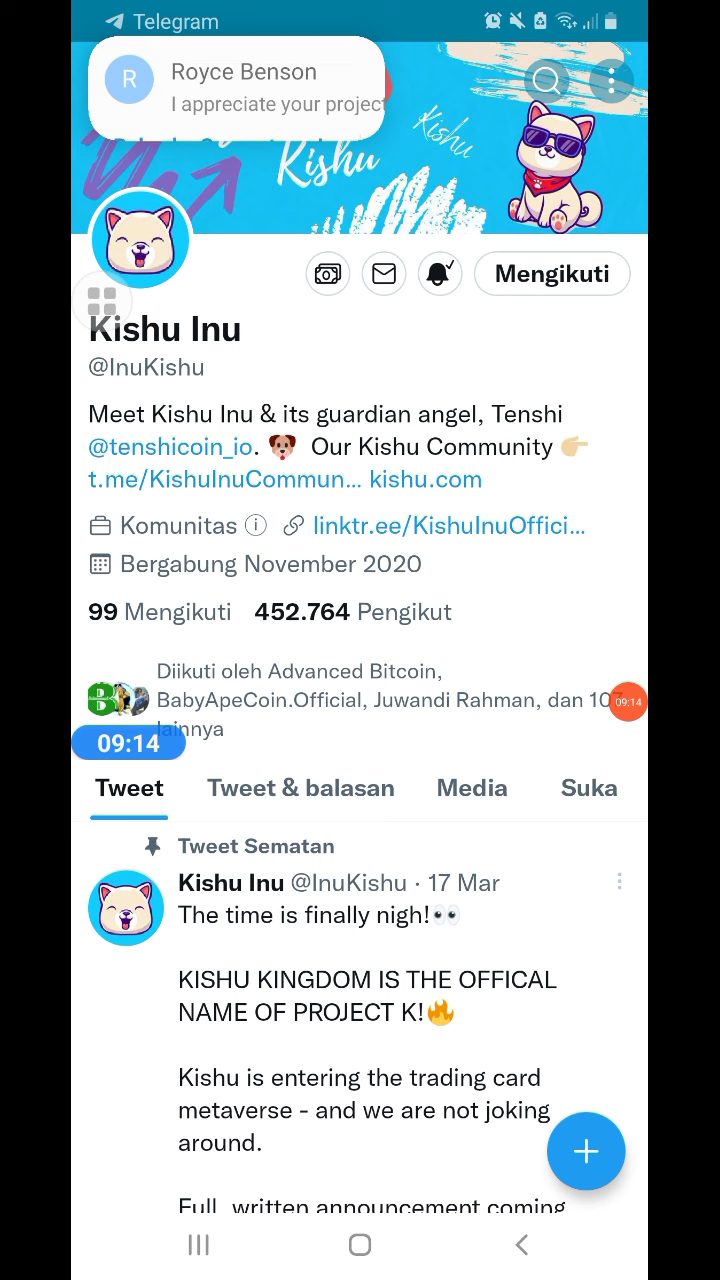 Telegram
R
Royce Benson
I appreciate your project
Kishu
Kishu
Mengikuti
Kishu Inu
@InuKishu
Meet Kishu Inu & its guardian angel, Tenshi
@tenshicoin_io. Our Kishu Community
t.me/KishuInuCommun... kishu.com
Komunitas linktr.ee/KishuInuOffici...
Bergabung November 2020
99 Mengikuti 452.764 Pengikut
Diikuti oleh Advanced Bitcoin,
BabyApeCoin.Official, Juwandi Rahman, dan 107
lainnya
09:14
09:14
Tweet Tweet & balasan Media Suka
Tweet Sematan
Kishu Inu @InuKishu · 17 Mar
The time is finally nigh!
KISHU KINGDOM IS THE OFFICAL
NAME OF PROJECT K!
Kishu is entering the trading card
metaverse - and we are not joking
around.
Full written announcement coming